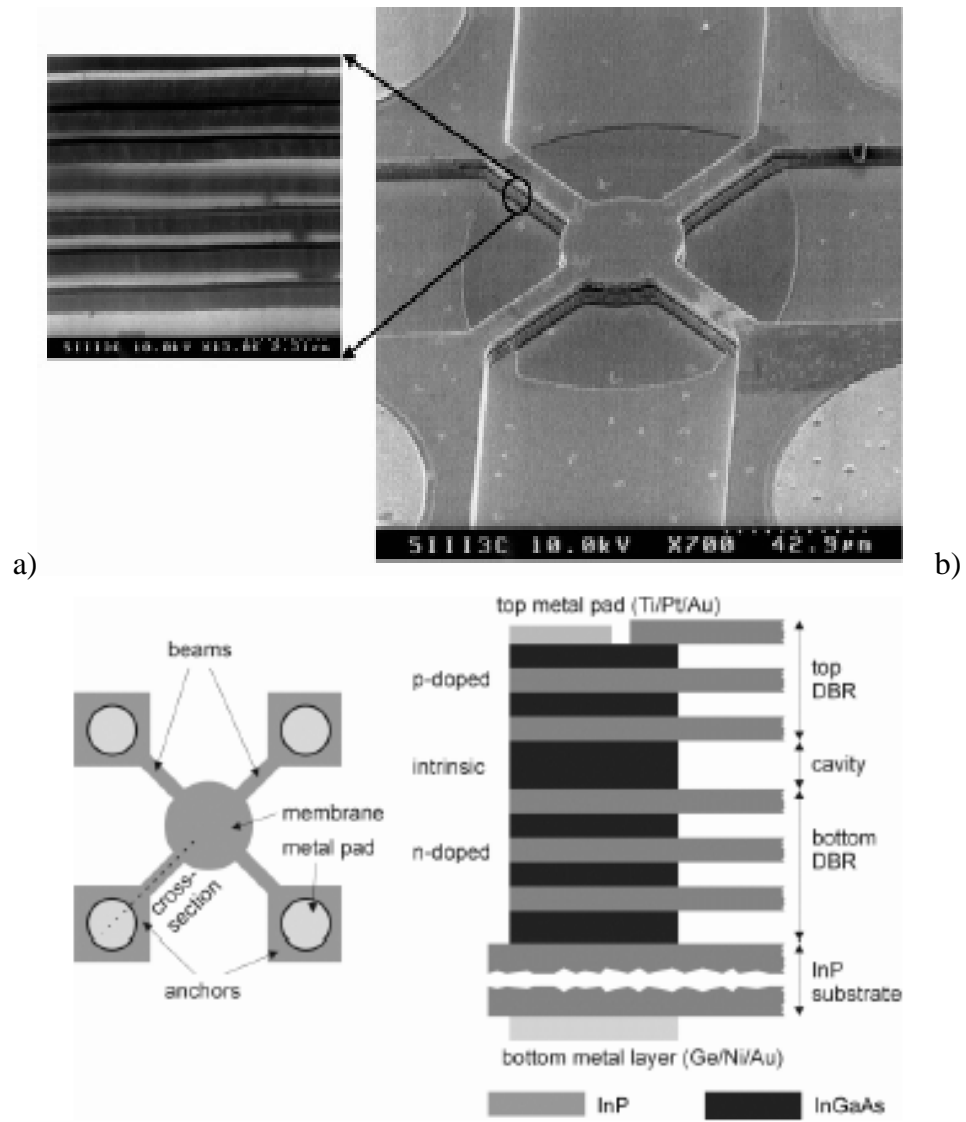 S1113C 10.0kV X700 42.9µm
a)
b)
top metal pad (Ti/Pt/Au)
beams
p-doped
top
DBR
intrinsic
cavity
membrane
metal pad
n-doped
bottom
DBR
cross-
section
anchors
InP
substrate
bottom metal layer (Ge/Ni/Au)
InP
InGaAs